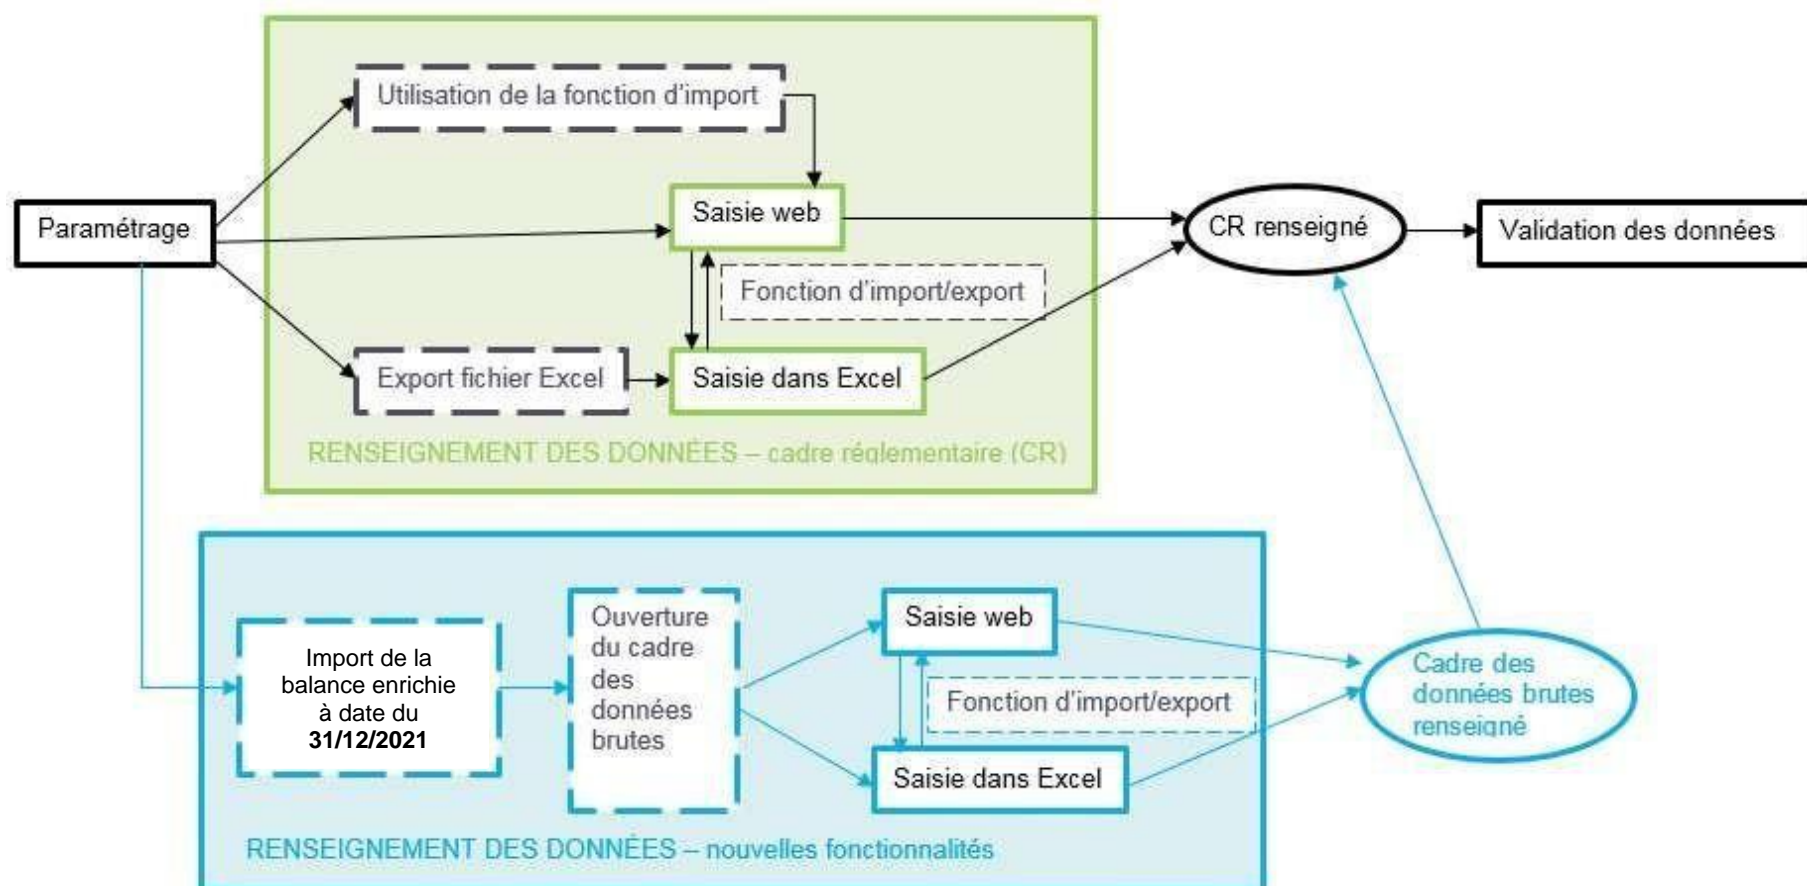 Utilisation de la fonction d'import
Paramétrage
Saisie web
CR renseigné
Validation des données
Fonction d'import/export
Export fichier Excel
Saisie dans Excel
RENSEIGNEMENT DES DONNÉES – cadre réglementaire (CR)
Import de la
balance enrichie
à date du
31/12/2021
Ouverture
du cadre
des
données
brutes
Saisie web
Fonction d'import/export
Saisie dans Excel
Cadre des
données brutes
renseigné
RENSEIGNEMENT DES DONNÉES – nouvelles fonctionnalités